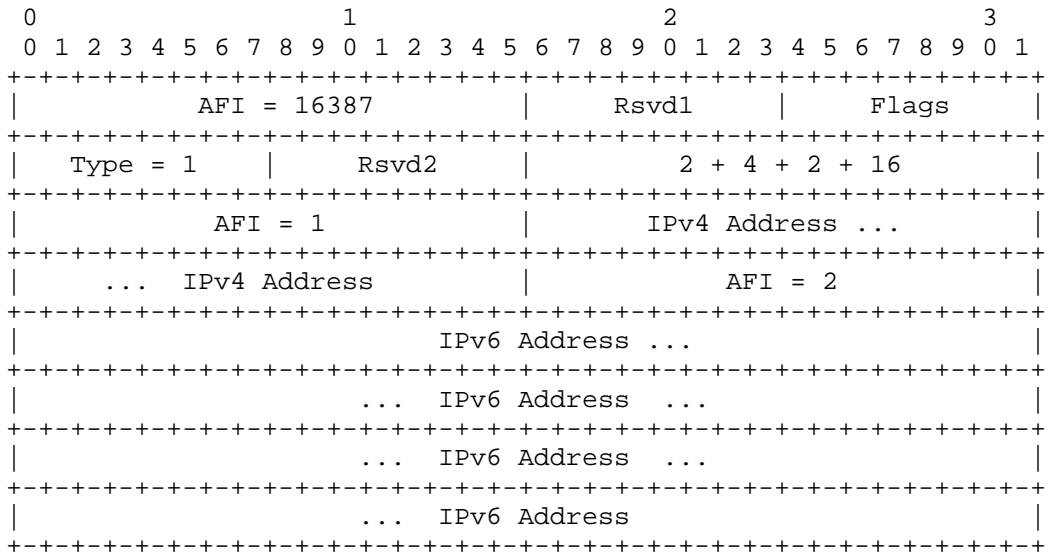 0                   1                   2                   3
 0 1 2 3 4 5 6 7 8 9 0 1 2 3 4 5 6 7 8 9 0 1 2 3 4 5 6 7 8 9 0 1
+-+-+-+-+-+-+-+-+-+-+-+-+-+-+-+-+-+-+-+-+-+-+-+-+-+-+-+-+-+-+-+-+
|           AFI = 16387         |     Rsvd1     |     Flags     |
+-+-+-+-+-+-+-+-+-+-+-+-+-+-+-+-+-+-+-+-+-+-+-+-+-+-+-+-+-+-+-+-+
|   Type = 1    |     Rsvd2     |         2 + 4 + 2 + 16        |
+-+-+-+-+-+-+-+-+-+-+-+-+-+-+-+-+-+-+-+-+-+-+-+-+-+-+-+-+-+-+-+-+
|            AFI = 1            |       IPv4 Address ...        |
+-+-+-+-+-+-+-+-+-+-+-+-+-+-+-+-+-+-+-+-+-+-+-+-+-+-+-+-+-+-+-+-+
|     ...  IPv4 Address         |            AFI = 2            |
+-+-+-+-+-+-+-+-+-+-+-+-+-+-+-+-+-+-+-+-+-+-+-+-+-+-+-+-+-+-+-+-+
|                          IPv6 Address ...                     |
+-+-+-+-+-+-+-+-+-+-+-+-+-+-+-+-+-+-+-+-+-+-+-+-+-+-+-+-+-+-+-+-+
|                     ...  IPv6 Address  ...                    |
+-+-+-+-+-+-+-+-+-+-+-+-+-+-+-+-+-+-+-+-+-+-+-+-+-+-+-+-+-+-+-+-+
|                     ...  IPv6 Address  ...                    |
+-+-+-+-+-+-+-+-+-+-+-+-+-+-+-+-+-+-+-+-+-+-+-+-+-+-+-+-+-+-+-+-+
|                     ...  IPv6 Address                         |
+-+-+-+-+-+-+-+-+-+-+-+-+-+-+-+-+-+-+-+-+-+-+-+-+-+-+-+-+-+-+-+-+